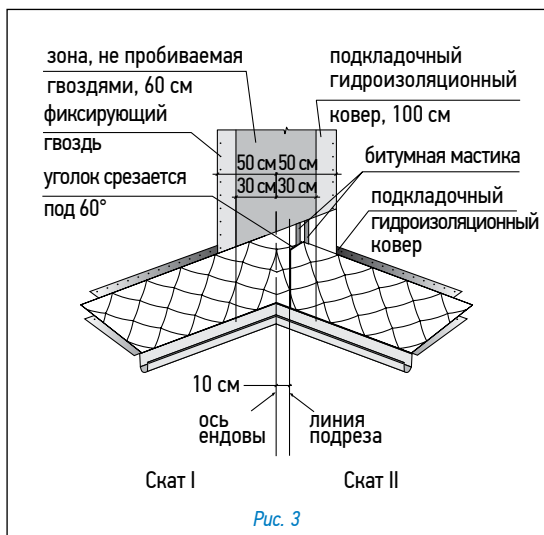 зона, не пробиваемая
гвоздями, 60 см
фиксирующий
гвоздь
уголок срезается
под 60°
подкладочный
гидроизоляционный
ковер, 100 см
битумная мастика
подкладочный
гидроизоляционный
ковер
50 см 50 см
30 см 30 см
10 см
ось
ендовы
линия
подреза
Скат I
Скат II
Рис. 3